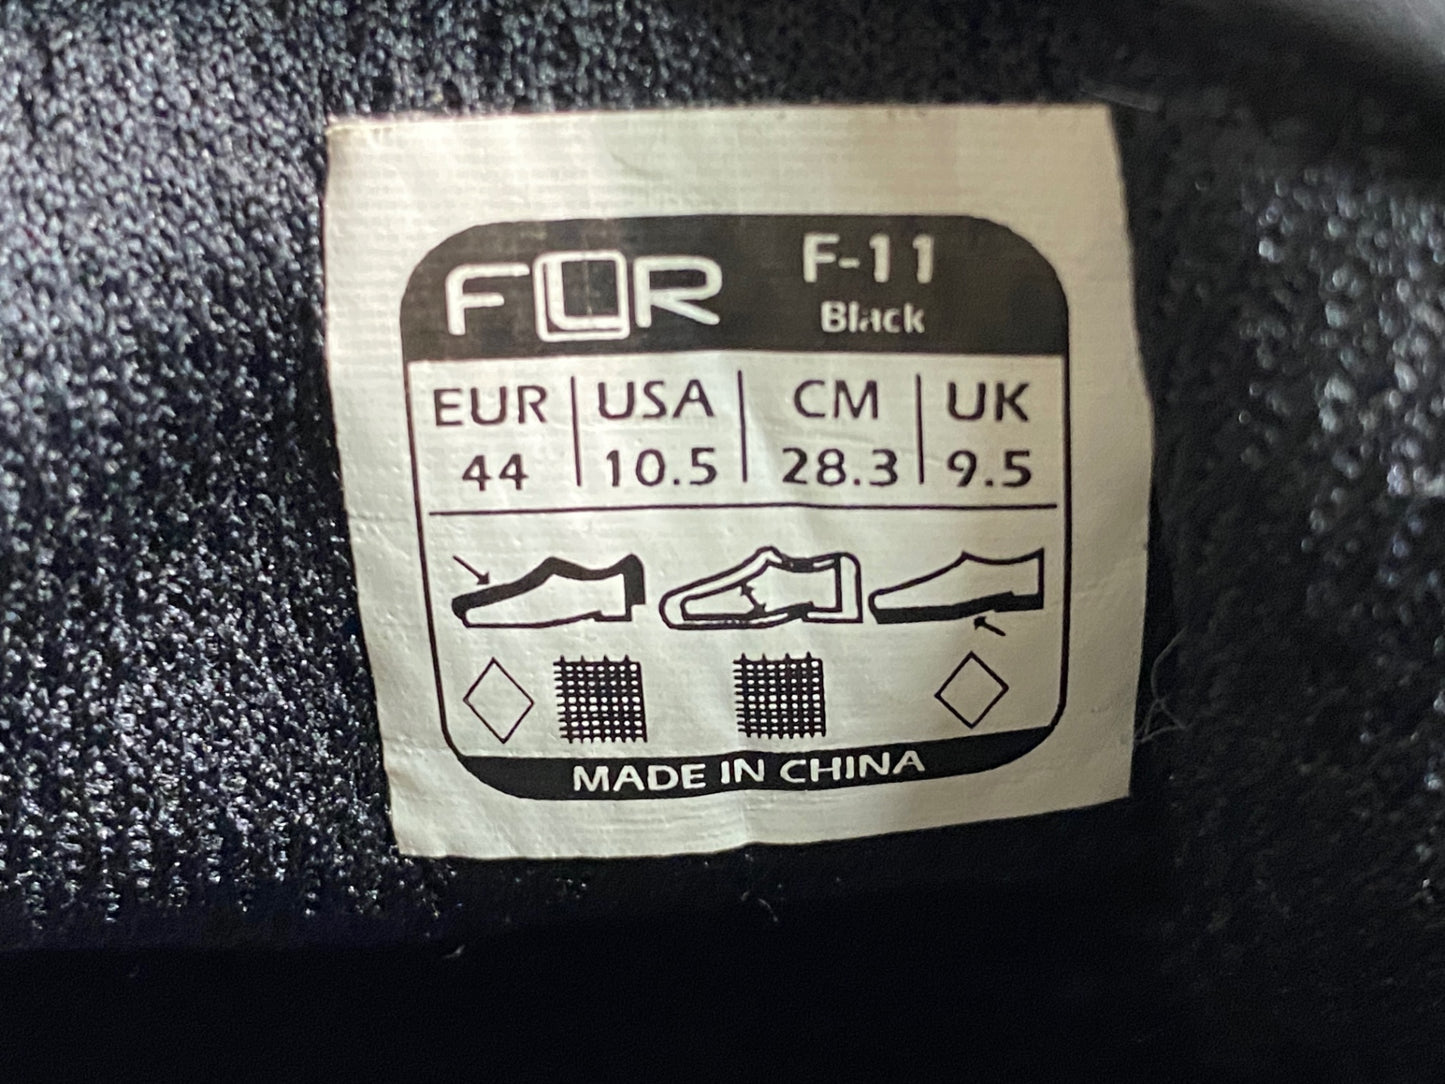 FLR F-11
Black
EUR USA CM UK
44 10.5 28.3 9.5
MADE IN CHINA